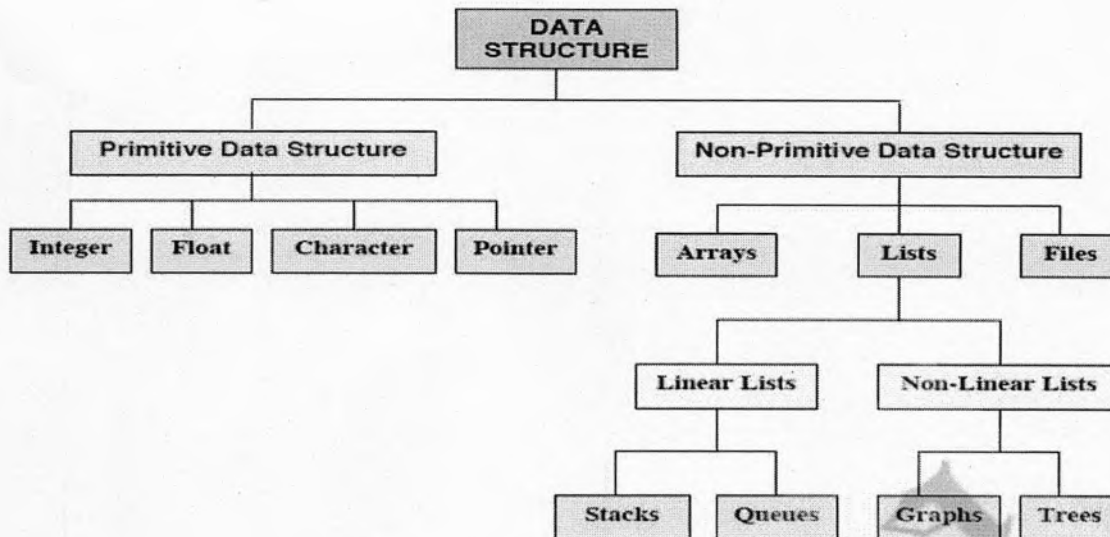 DATA
STRUCTURE
Primitive Data Structure
Non-Primitive Data Structure
Integer
Float
Character
Pointer
Arrays
Lists
Files
Linear Lists
Non-Linear Lists
Stacks
Queues
Graphs
Trees